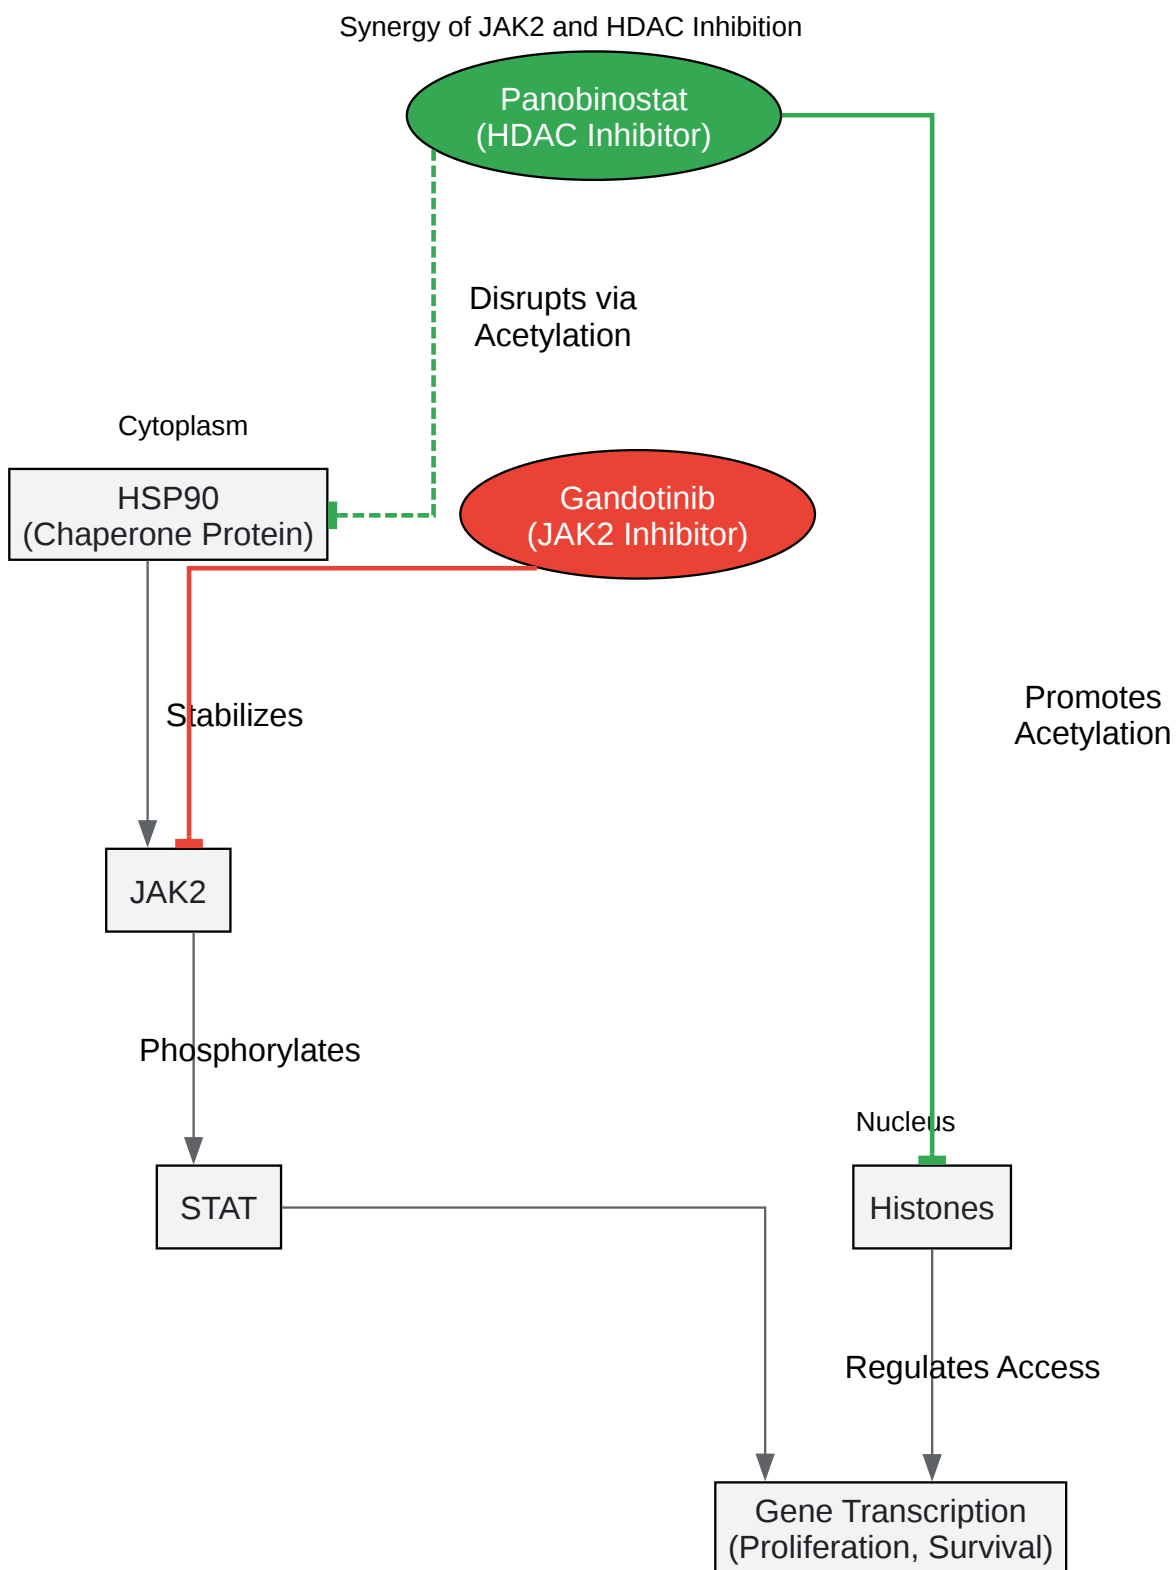 Synergy of JAK2 and HDAC Inhibition
Panobinostat
(HDAC Inhibitor)
Disrupts via
Acetylation
Cytoplasm
HSP90
(Chaperone Protein)
Gandotinib
(JAK2 Inhibitor)
Stabilizes
Promotes
Acetylation
JAK2
Phosphorylates
Nucleus
STAT
Histones
Regulates Access
Gene Transcription
(Proliferation, Survival)